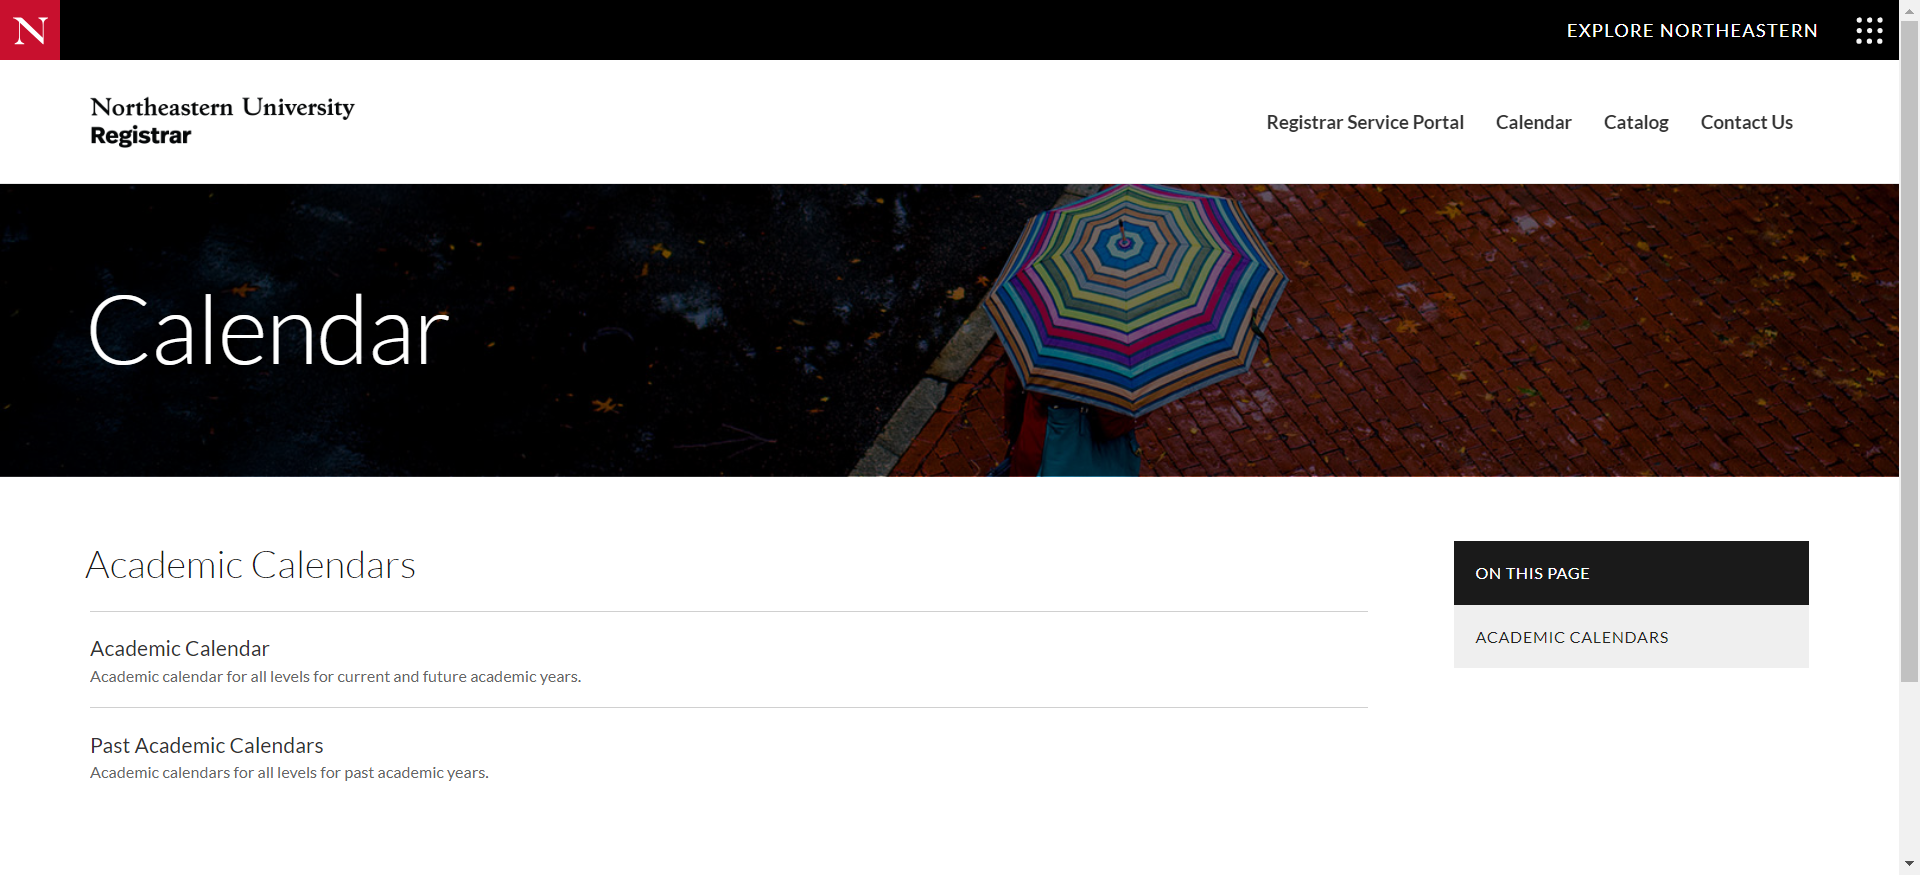 N
EXPLORE NORTHEASTERN
Northeastern University
Registrar
Registrar Service Portal
Calendar
Catalog
Contact Us
Calendar
Academic Calendars
Academic Calendar
Academic calendar for all levels for current and future academic years.
Past Academic Calendars
Academic calendars for all levels for past academic years.
ON THIS PAGE
ACADEMIC CALENDARS